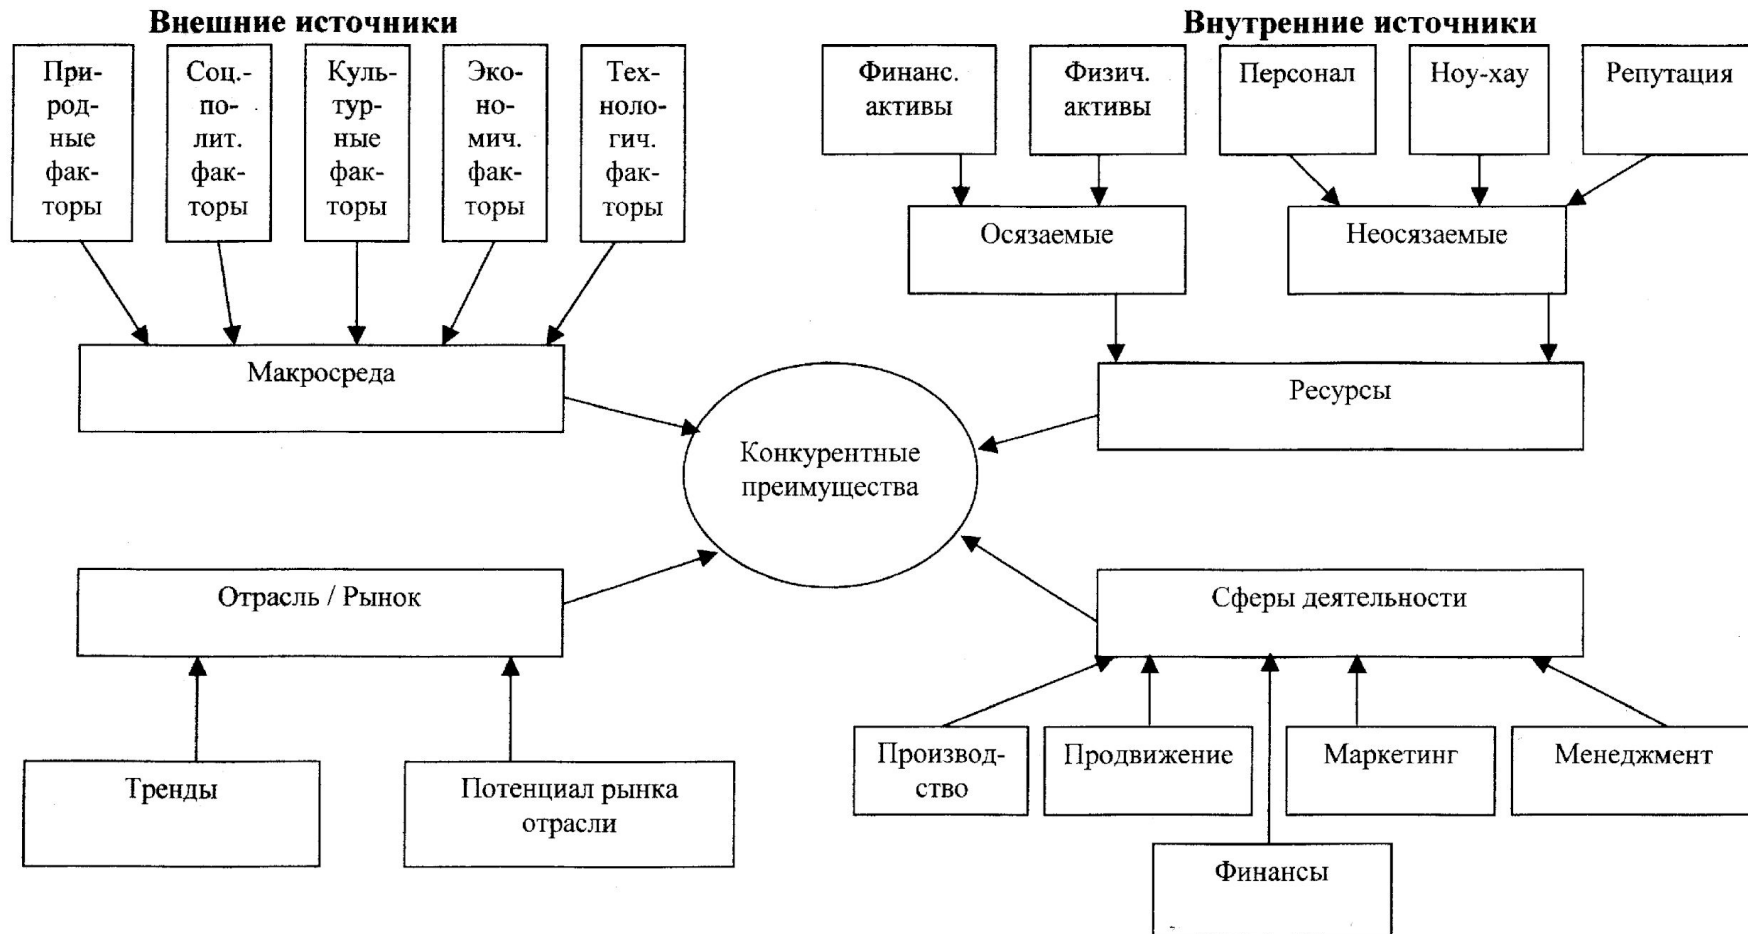 Внешние источники
Внутренние источники
При-
род-
ные
фак-
торы
Соц.-
по-
лит.
фак-
торы
Куль-
тур-
ные
фак-
торы
Эко-
но-
мич.
фак-
торы
Тех-
ноло-
гич.
фак-
торы
Финанс.
активы
Физич.
активы
Персонал
Ноу-хау
Репутация
Осязаемые
Неосязаемые
Макросреда
Ресурсы
Конкурентные
преимущества
Отрасль / Рынок
Сферы деятельности
Тренды
Потенциал рынка
отрасли
Производ-
ство
Продвижение
Маркетинг
Менеджмент
Финансы